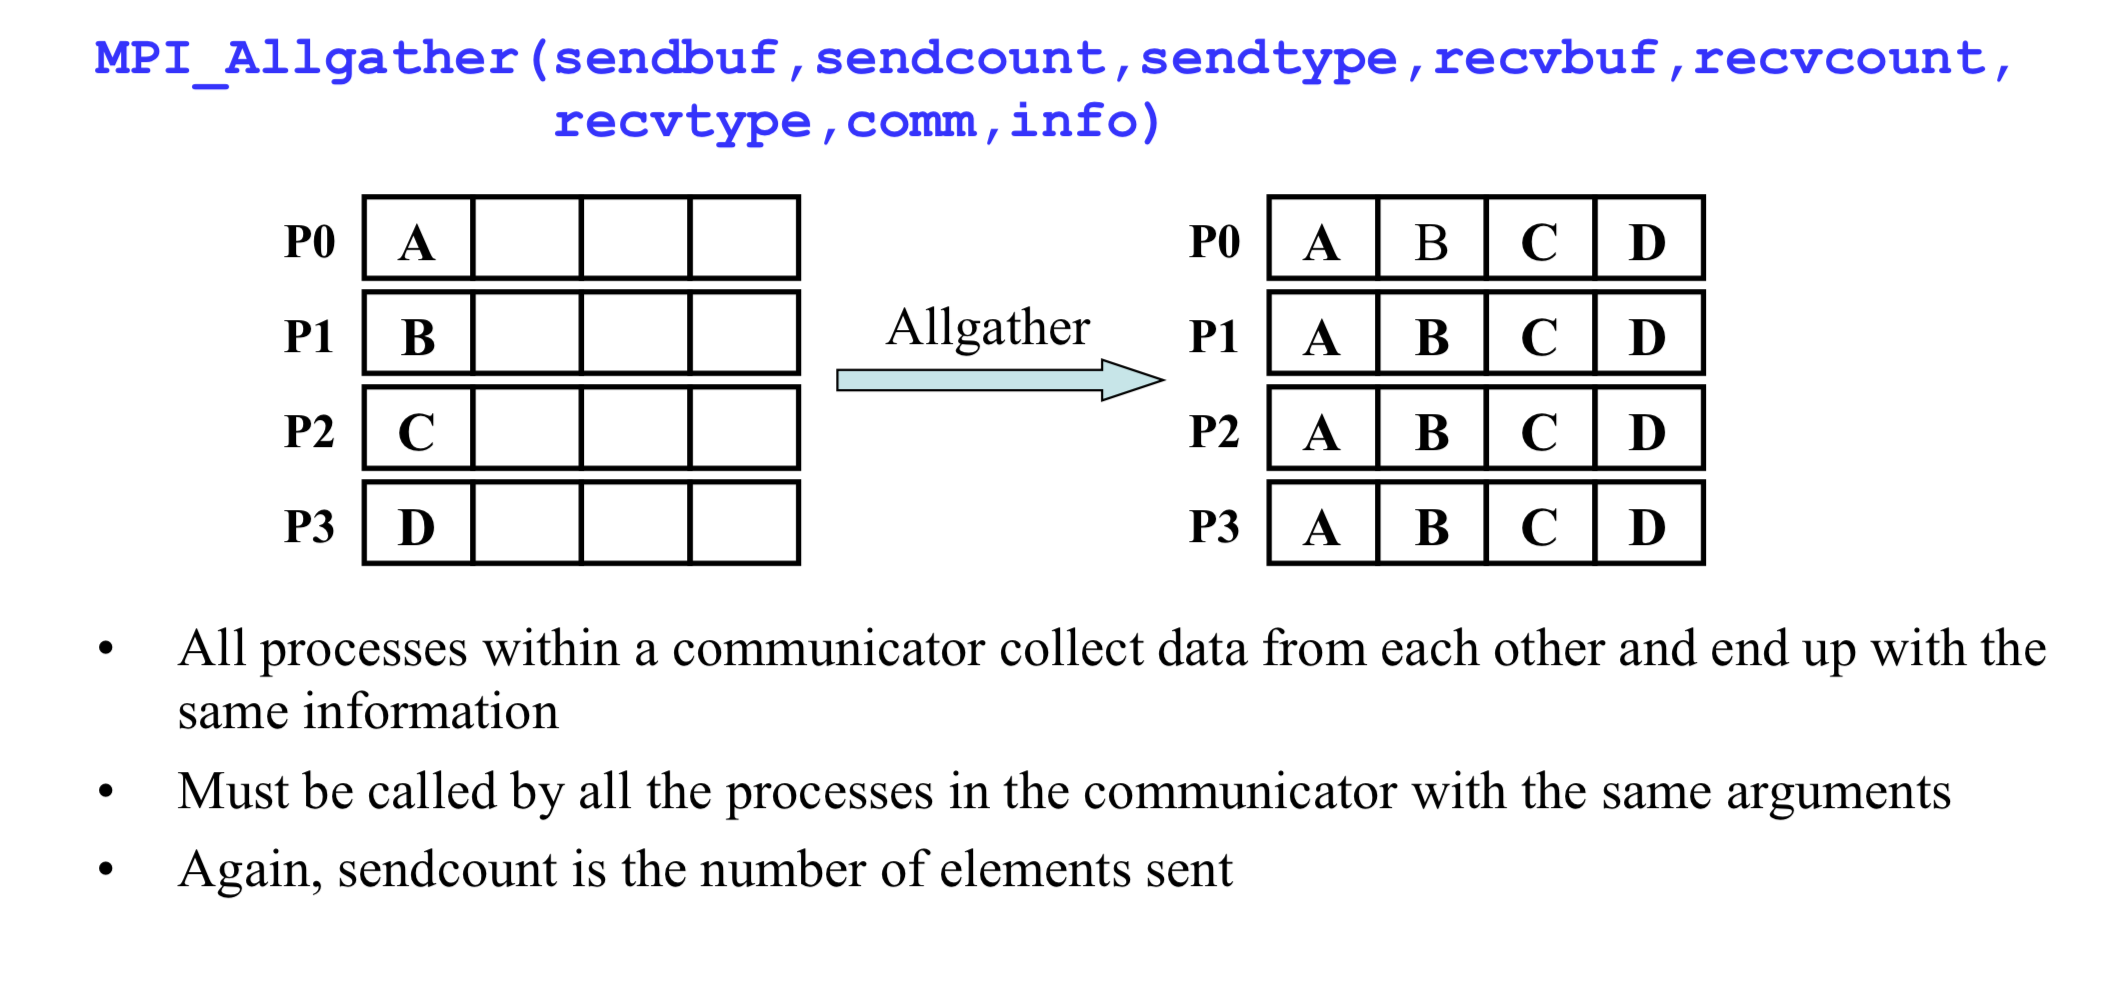 MPI_Allgather(sendbuf,sendcount,sendtype,recvbuf,recvcount,
recvtype,comm,info)
P0 A P0 A B C D
P1 B Allgather P1 A B C D
P2 C P2 A B C D
P3 D P3 A B C D
• All processes within a communicator collect data from each other and end up with the
same information
• Must be called by all the processes in the communicator with the same arguments
• Again, sendcount is the number of elements sent